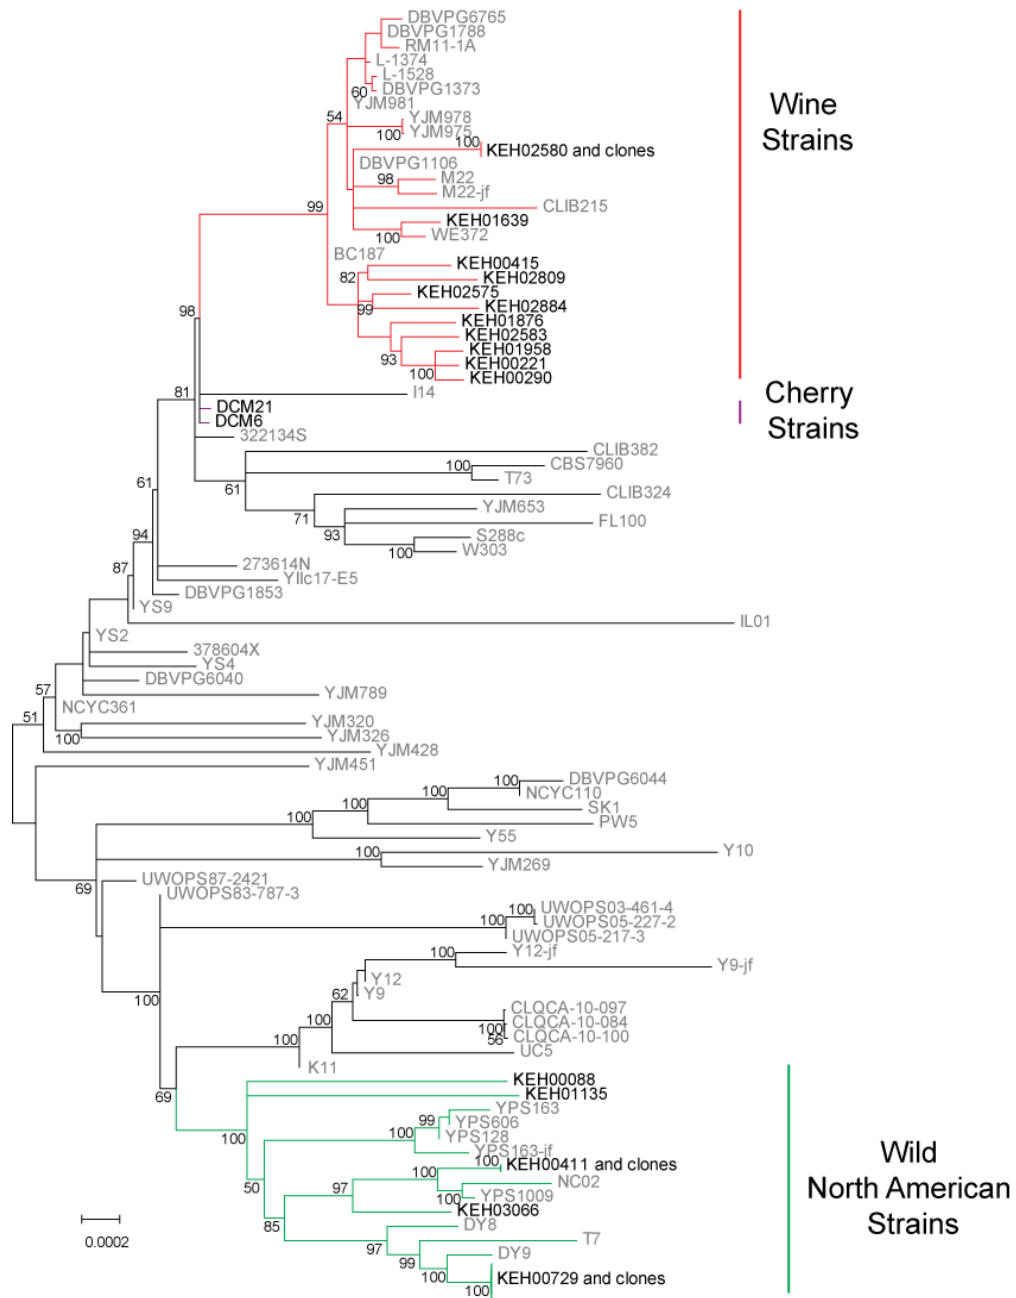 DBVPG6765
DBVPG1788
RM11-1A
L-1374
L-1528
60
DBVPG1373
YJM981
54
YJM978
100
YJM975
100
KEH02580 and clones
DBVPG1106
98
M22
M22-jf
99
CLIB215
KEH01639
100
WE372
BC187
KEH00415
82
KEH02809
KEH02575
99
KEH02884
KEH01876
KEH02583
93
KEH01958
KEH00221
100
KEH00290
Wine
Strains
98
81
I14
DCM21
DCM6
Cherry
Strains
322134S
CLIB382
100
CBS7960
T73
61
CLIB324
71
YJM653
93
FL100
S288c
100
W303
61
94
273614N
YIIc17-E5
87
DBVPG1853
YS9
IL01
YS2
378604X
YS4
DBVPG6040
57
YJM789
NCYC361
51
YJM320
100
YJM326
YJM428
YJM451
100
DBVPG6044
NCYC110
100
SK1
100
PW5
100
Y55
100
Y10
YJM269
69
UWOPS87-2421
UWOPS83-787-3
100
UWOPS03-461-4
UWOPS05-227-2
100
UWOPS05-217-3
100
Y12-jf
Y9-jf
Y12
Y9
62
100
CLQCA-10-097
100
CLQCA-10-084
56
CLQCA-10-100
100
UC5
100
K11
69
KEH00088
KEH01135
100
YPS163
99
YPS606
100
YPS128
YPS163-jf
100
KEH00411 and clones
100
NC02
100
YPS1009
97
50
KEH03066
85
DY8
97
T7
99
DY9
100
KEH00729 and clones
100
Wild
North American
Strains
0.0002